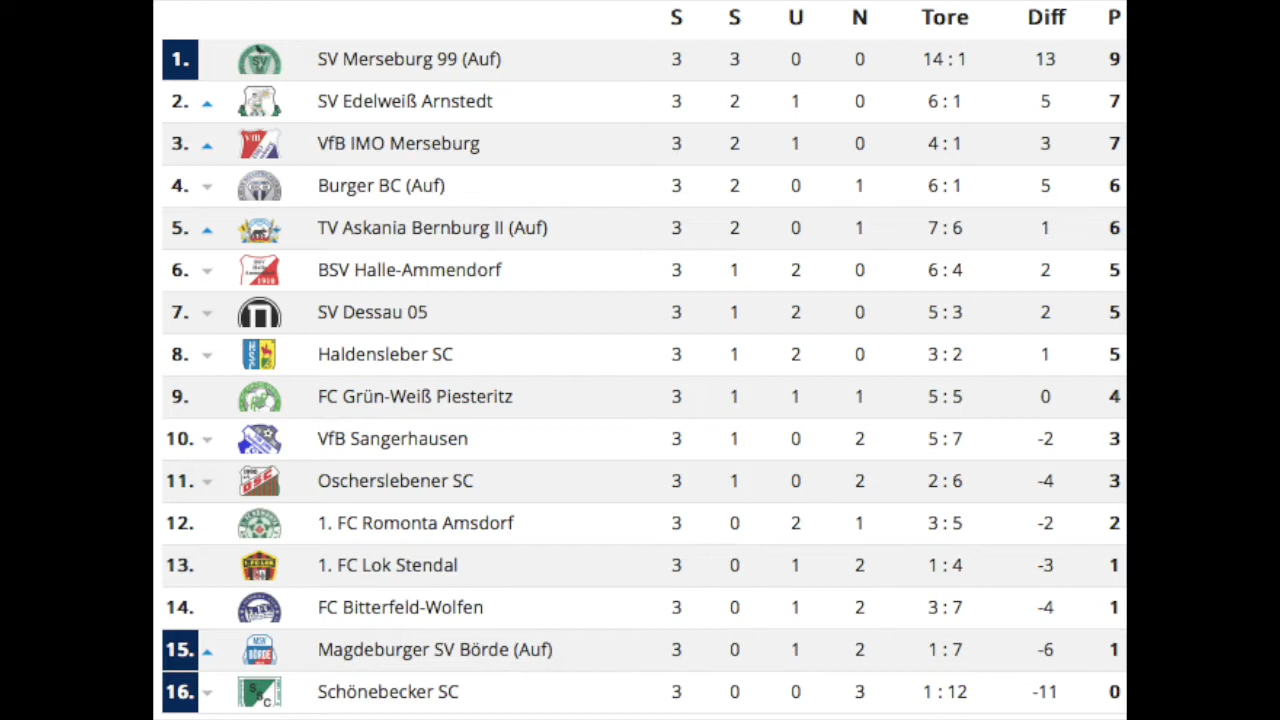 S S U N Tore Diff P
1. SV Merseburg 99 (Auf) 3 3 0 0 14 : 1 13 9
2. SV Edelweiß Arnstedt 3 2 1 0 6 : 1 5 7
3. VfB IMO Merseburg 3 2 1 0 4 : 1 3 7
4. Burger BC (Auf) 3 2 0 1 6 : 1 5 6
5. TV Askania Bernburg II (Auf) 3 2 0 1 7 : 6 1 6
6. BSV Halle-Ammendorf 3 1 2 0 6 : 4 2 5
7. SV Dessau 05 3 1 2 0 5 : 3 2 5
8. Haldensleber SC 3 1 2 0 3 : 2 1 5
9. FC Grün-Weiß Piesteritz 3 1 1 1 5 : 5 0 4
10. VfB Sangerhausen 3 1 0 2 5 : 7 -2 3
11. OSC Oscherslebener SC 3 1 0 2 2 : 6 -4 3
12. 1. FC Romonta Amsdorf 3 0 2 1 3 : 5 -2 2
13. 1.FC LOK 1. FC Lok Stendal 3 0 1 2 1 : 4 -3 1
14. FC Bitterfeld-Wolfen 3 0 1 2 3 : 7 -4 1
15. MSV BÖRDE Magdeburger SV Börde (Auf) 3 0 1 2 1 : 7 -6 1
16. SSC Schönebecker SC 3 0 0 3 1 : 12 -11 0